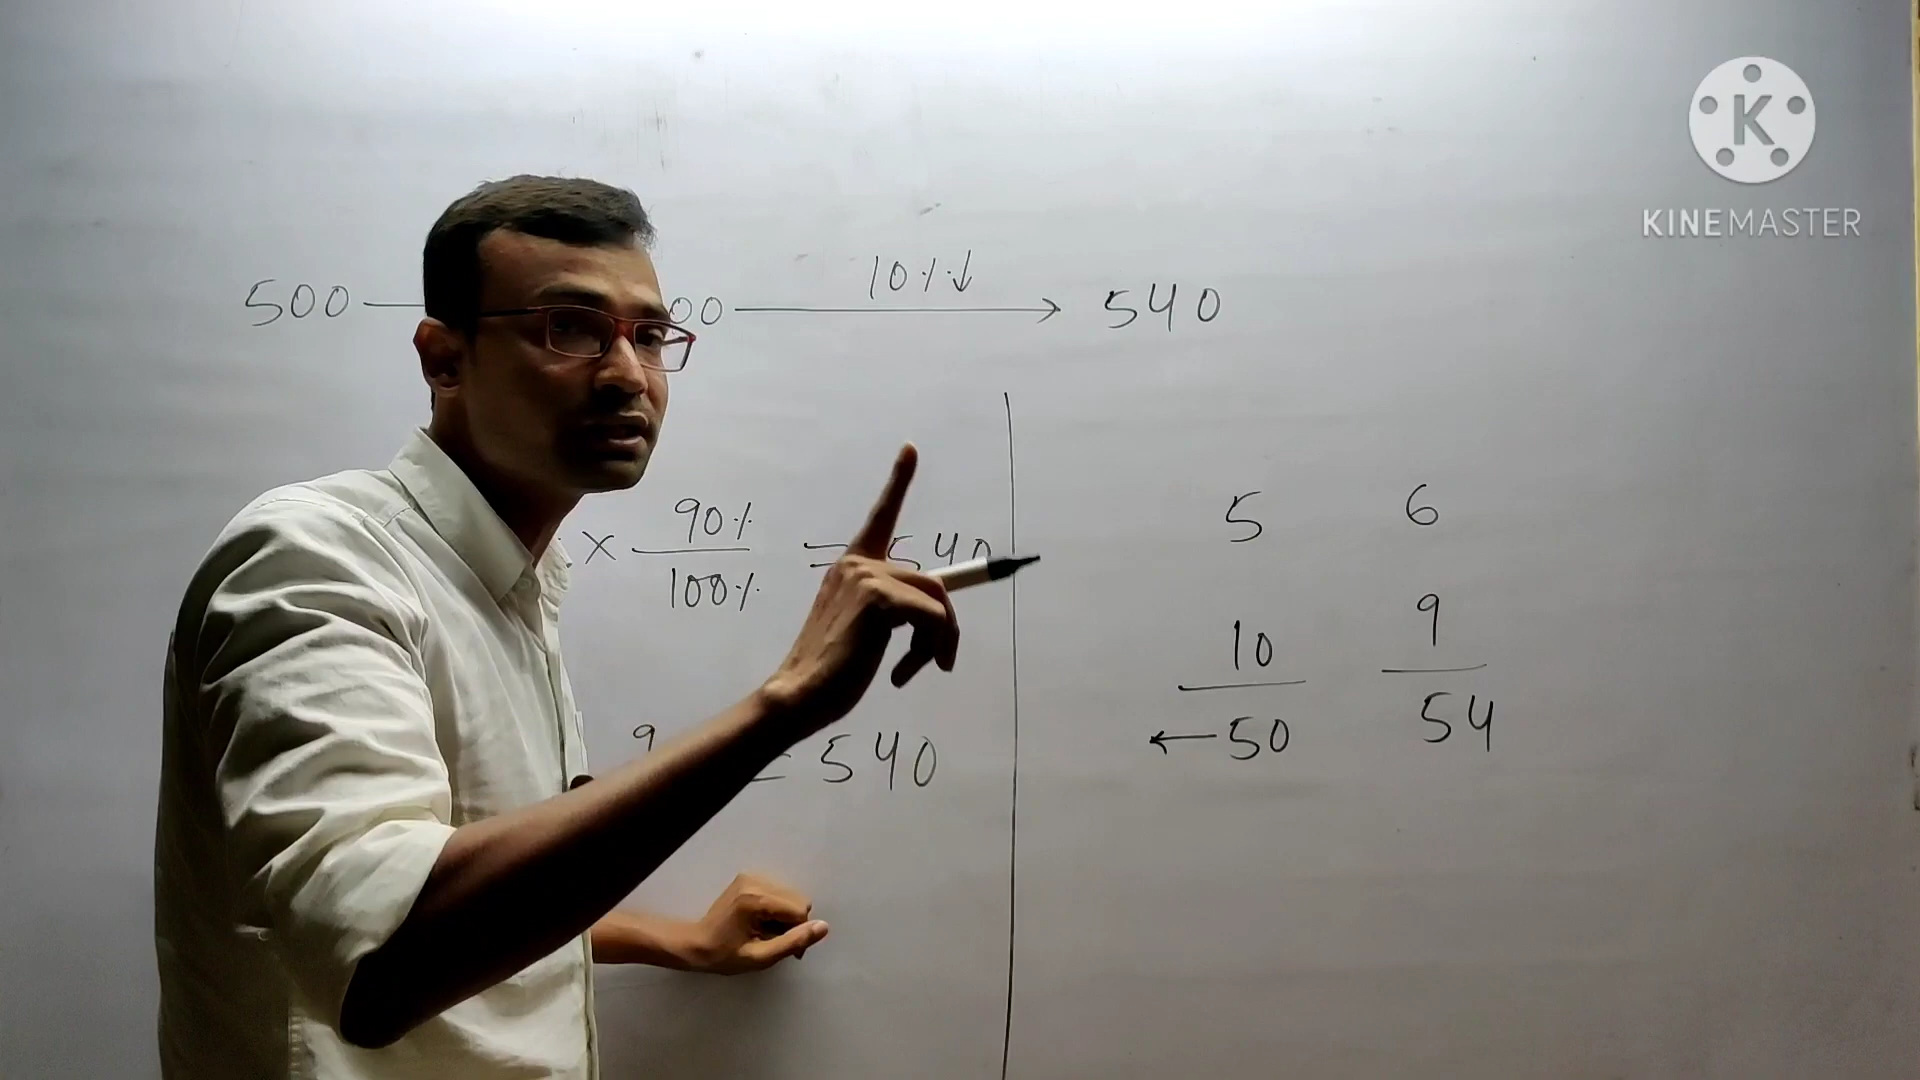 KINEMASTER
10%↓
500 — 00 → 540
× 90% / 100% = 540
5 6
10 9
9 = 540
←50 54